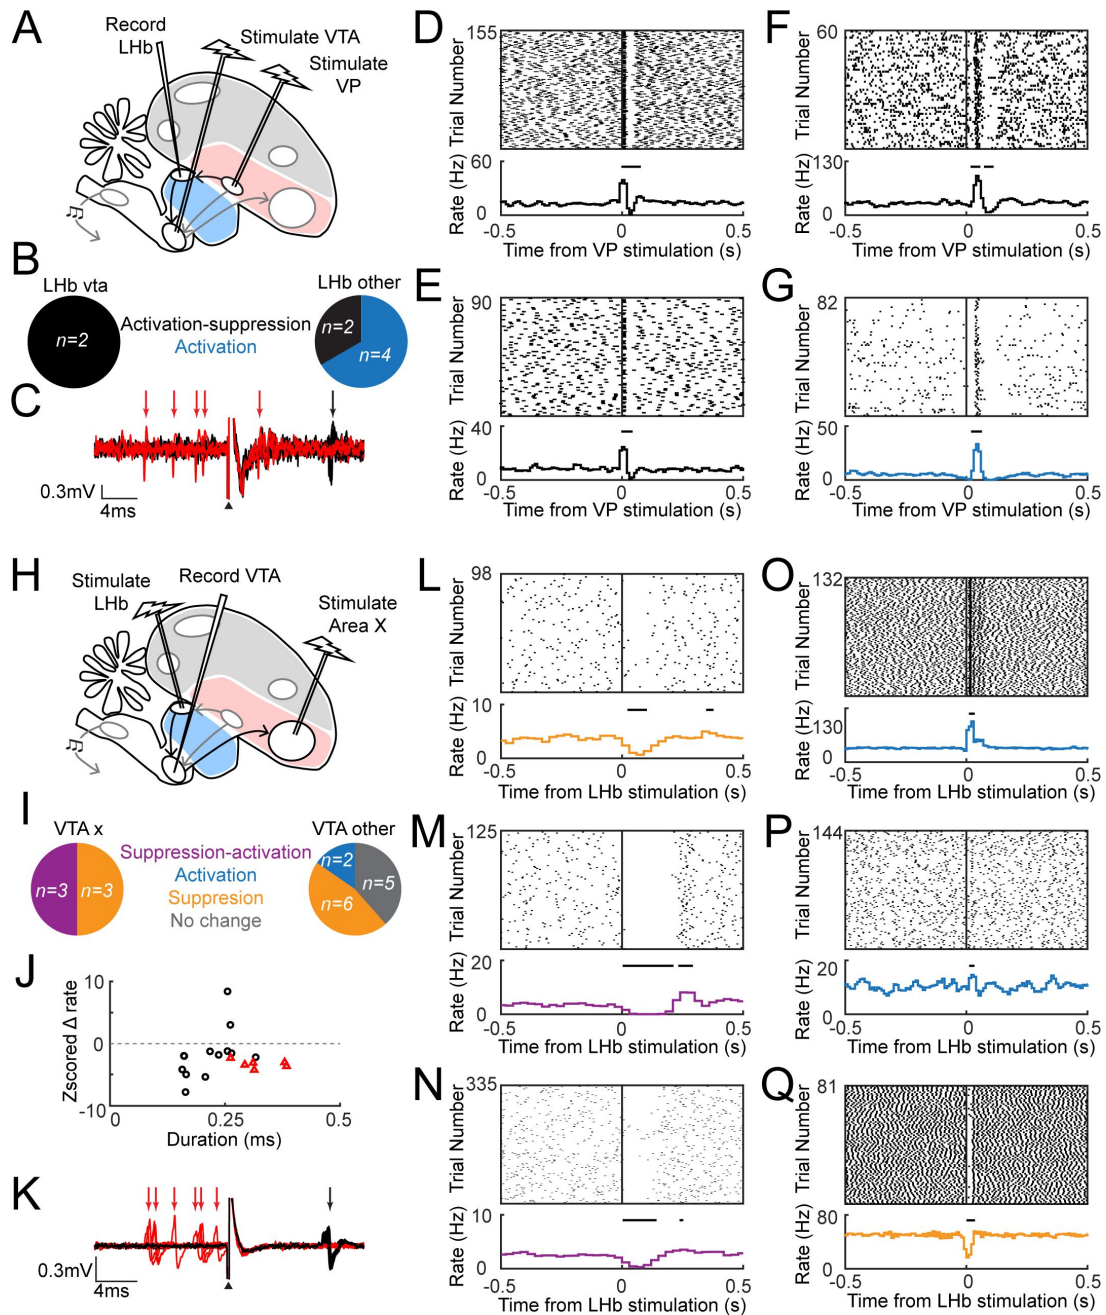 A
Record
LHb
Stimulate VTA
Stimulate
VP
B
LHb vta
n=2
Activation-suppression
Activation
LHb other
n=2
n=4
C
0.3mV
4ms
D
155
Trial Number
60
Rate (Hz)
0
-0.5
0
0.5
Time from VP stimulation (s)
E
90
Trial Number
40
Rate (Hz)
0
-0.5
0
0.5
Time from VP stimulation (s)
F
60
Trial Number
130
Rate (Hz)
0
-0.5
0
0.5
Time from VP stimulation (s)
G
82
Trial Number
50
Rate (Hz)
0
-0.5
0
0.5
Time from VP stimulation (s)
H
Stimulate
LHb
Record VTA
Stimulate
Area X
I
VTA x
n=3
n=3
Suppression-activation
Activation
Suppresion
No change
VTA other
n=2
n=5
n=6
J
10
Zscored Δ rate
0
-10
0
0.25
0.5
Duration (ms)
K
0.3mV
4ms
L
98
Trial Number
10
Rate (Hz)
0
-0.5
0
0.5
Time from LHb stimulation (s)
M
125
Trial Number
20
Rate (Hz)
0
-0.5
0
0.5
Time from LHb stimulation (s)
N
335
Trial Number
10
Rate (Hz)
0
-0.5
0
0.5
Time from LHb stimulation (s)
O
132
Trial Number
130
Rate (Hz)
0
-0.5
0
0.5
Time from LHb stimulation (s)
P
144
Trial Number
20
Rate (Hz)
0
-0.5
0
0.5
Time from LHb stimulation (s)
Q
81
Trial Number
80
Rate (Hz)
0
-0.5
0
0.5
Time from LHb stimulation (s)